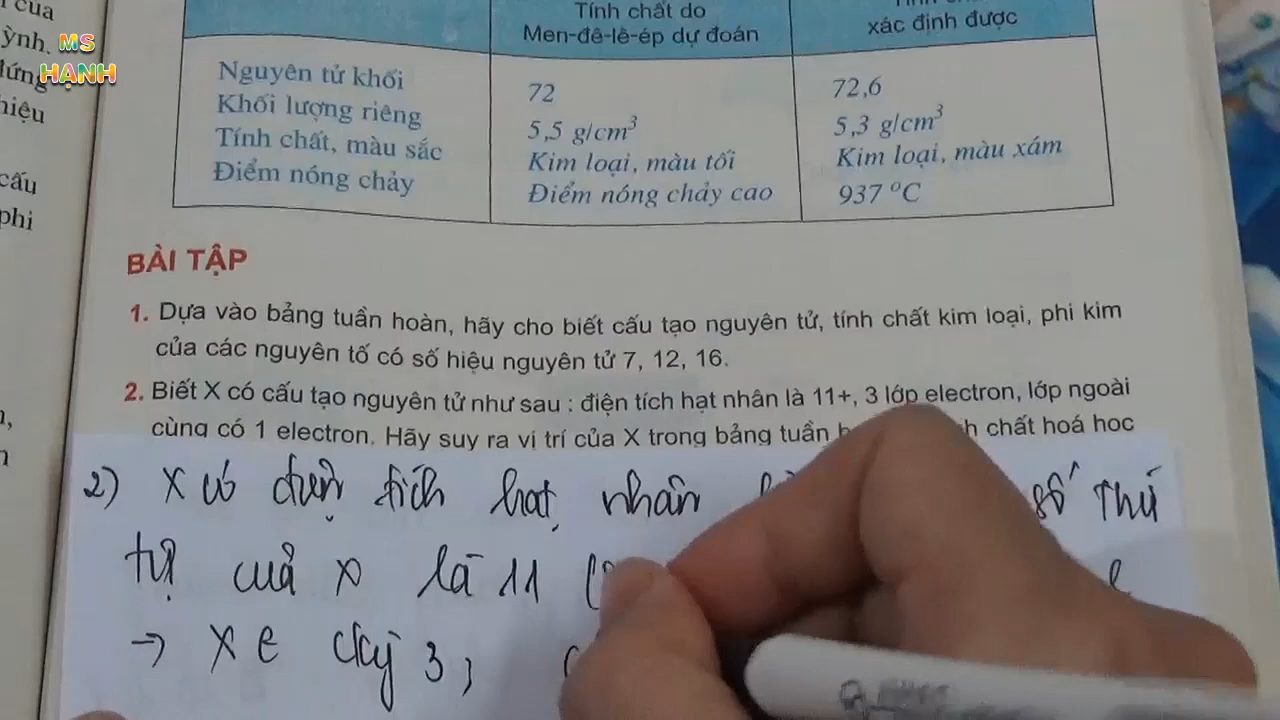 của
Tính chất do
ỳnh.
MS
Men-đê-lê-ép dự đoán
xác định được
HẠNH
hiệu
Nguyên tử khối
72
72,6
Khối lượng riêng
5,5 g/cm³
5,3 g/cm³
Tính chất, màu sắc
Kim loại, màu tối
Kim loại, màu xám
Điểm nóng chảy
Điểm nóng chảy cao
937 °C
cấu
phi
BÀI TẬP
1. Dựa vào bảng tuần hoàn, hãy cho biết cấu tạo nguyên tử, tính chất kim loại, phi kim
của các nguyên tố có số hiệu nguyên tử 7, 12, 16.
2. Biết X có cấu tạo nguyên tử như sau : điện tích hạt nhân là 11+, 3 lớp electron, lớp ngoài
cùng có 1 electron. Hãy suy ra vị trí của X trong bảng tuần chất hoá học
2) X có điện tích hạt nhân số thứ
tự của X là 11
→ X ∈ chu kỳ 3,